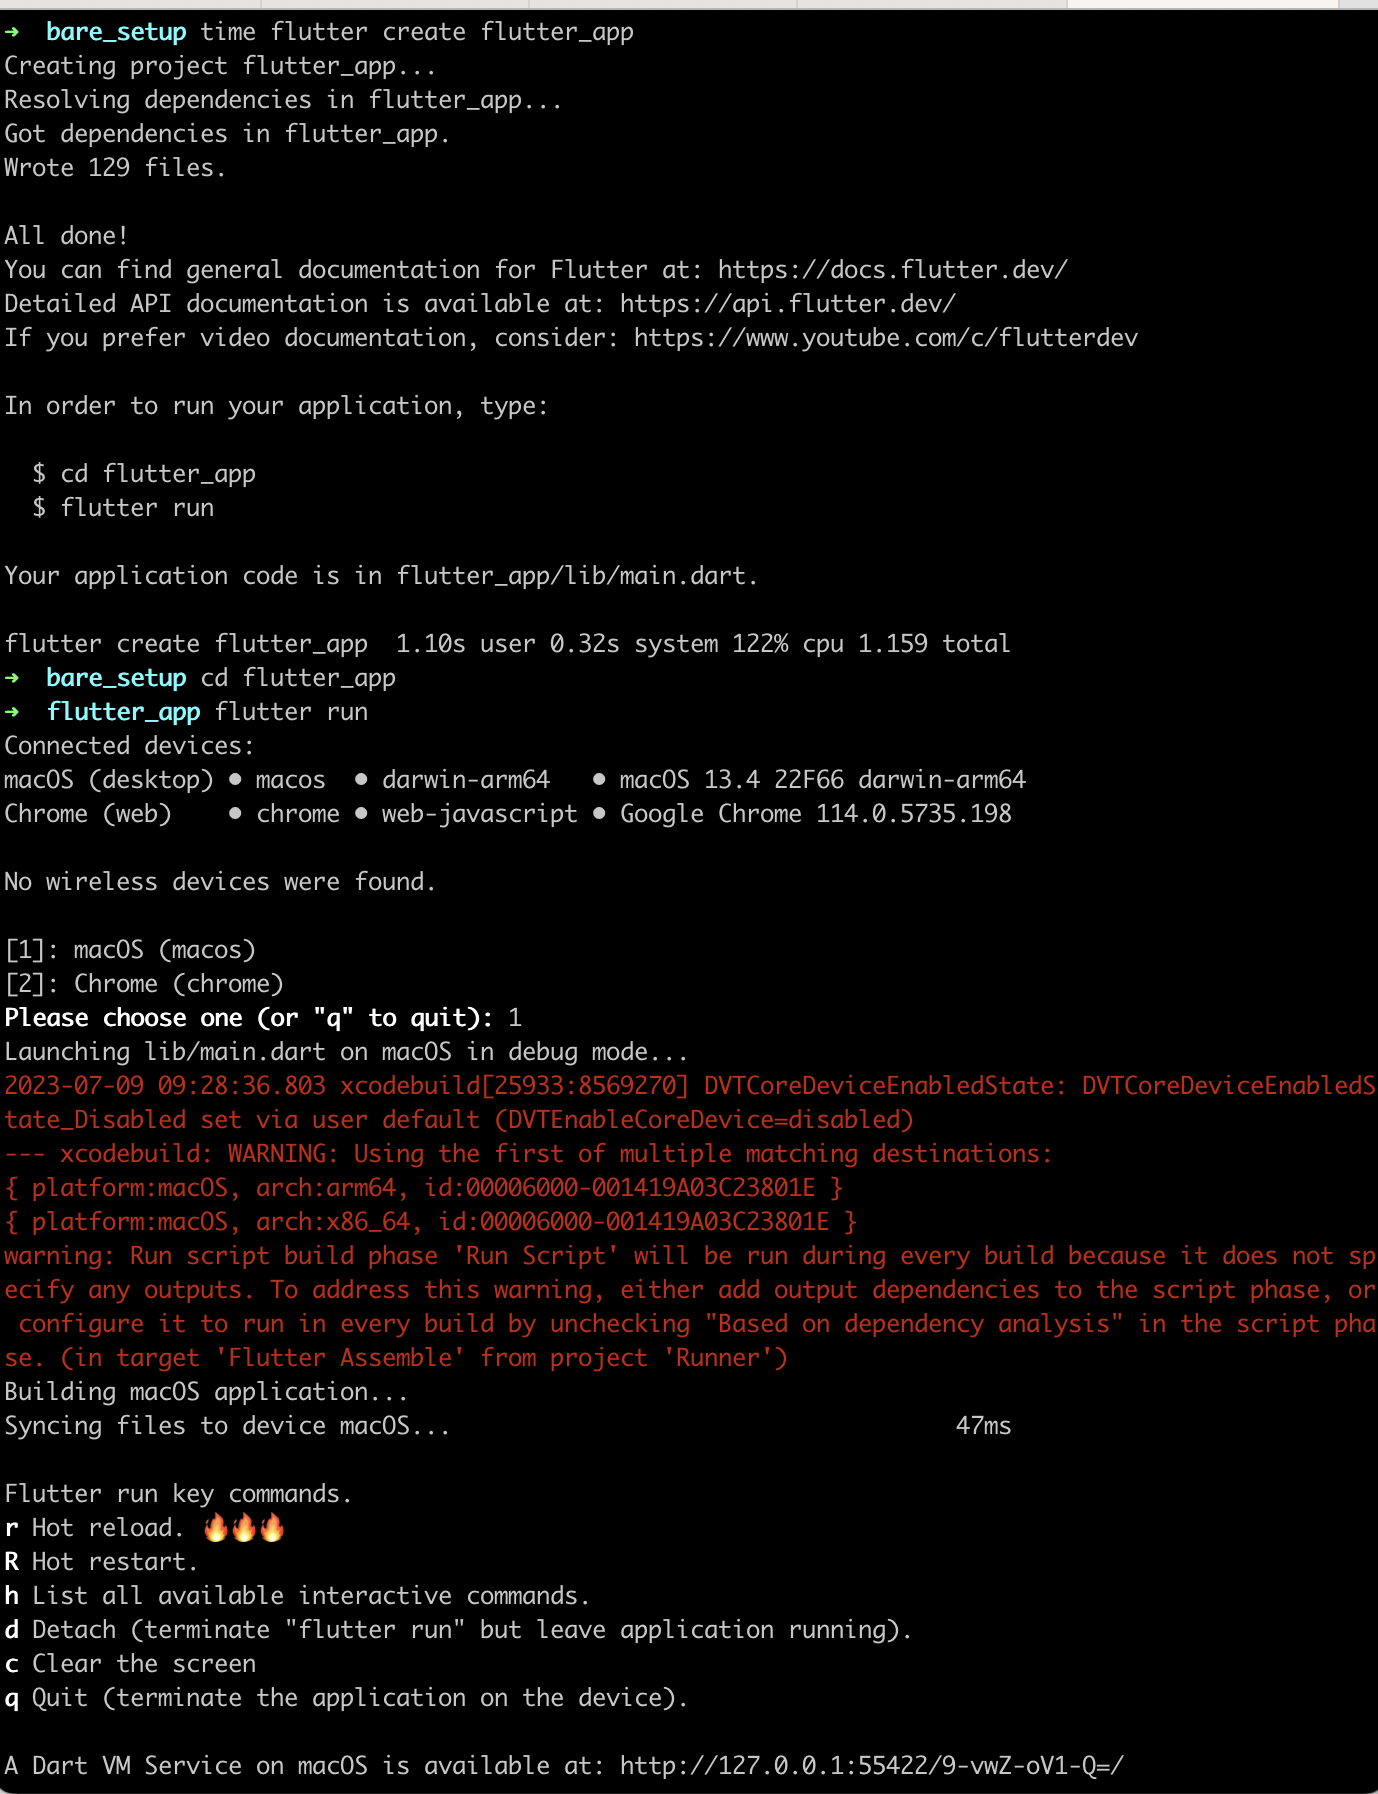 ➜  bare_setup time flutter create flutter_app
Creating project flutter_app...
Resolving dependencies in flutter_app...
Got dependencies in flutter_app.
Wrote 129 files.

All done!
You can find general documentation for Flutter at: https://docs.flutter.dev/
Detailed API documentation is available at: https://api.flutter.dev/
If you prefer video documentation, consider: https://www.youtube.com/c/flutterdev

In order to run your application, type:

  $ cd flutter_app
  $ flutter run

Your application code is in flutter_app/lib/main.dart.

flutter create flutter_app  1.10s user 0.32s system 122% cpu 1.159 total
➜  bare_setup cd flutter_app
➜  flutter_app flutter run
Connected devices:
macOS (desktop) • macos  • darwin-arm64   • macOS 13.4 22F66 darwin-arm64
Chrome (web)    • chrome • web-javascript • Google Chrome 114.0.5735.198

No wireless devices were found.

[1]: macOS (macos)
[2]: Chrome (chrome)
Please choose one (or "q" to quit): 1
Launching lib/main.dart on macOS in debug mode...
2023-07-09 09:28:36.803 xcodebuild[25933:8569270] DVTCoreDeviceEnabledState: DVTCoreDeviceEnabledS
tate_Disabled set via user default (DVTEnableCoreDevice=disabled)
--- xcodebuild: WARNING: Using the first of multiple matching destinations:
{ platform:macOS, arch:arm64, id:00006000-001419A03C23801E }
{ platform:macOS, arch:x86_64, id:00006000-001419A03C23801E }
warning: Run script build phase 'Run Script' will be run during every build because it does not sp
ecify any outputs. To address this warning, either add output dependencies to the script phase, or
 configure it to run in every build by unchecking "Based on dependency analysis" in the script pha
se. (in target 'Flutter Assemble' from project 'Runner')
Building macOS application...
Syncing files to device macOS...                                    47ms

Flutter run key commands.
r Hot reload. 🔥🔥🔥
R Hot restart.
h List all available interactive commands.
d Detach (terminate "flutter run" but leave application running).
c Clear the screen
q Quit (terminate the application on the device).

A Dart VM Service on macOS is available at: http://127.0.0.1:55422/9-vwZ-oV1-Q=/